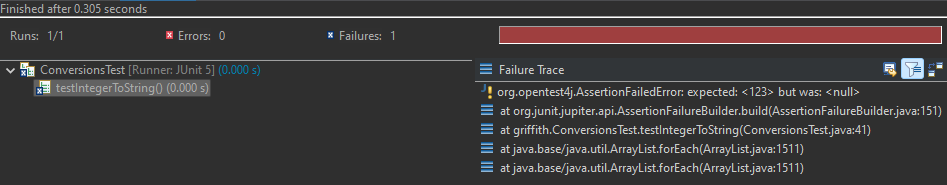 Finished after 0.305 seconds
Runs: 1/1 Errors: 0 Failures: 1
ConversionsTest [Runner: JUnit 5] (0.000 s)
testIntegerToString() (0.000 s)
Failure Trace
org.opentest4j.AssertionFailedError: expected: <123> but was: <null>
at org.junit.jupiter.api.AssertionFailureBuilder.build(AssertionFailureBuilder.java:151)
at griffith.ConversionsTest.testIntegerToString(ConversionsTest.java:41)
at java.base/java.util.ArrayList.forEach(ArrayList.java:1511)
at java.base/java.util.ArrayList.forEach(ArrayList.java:1511)